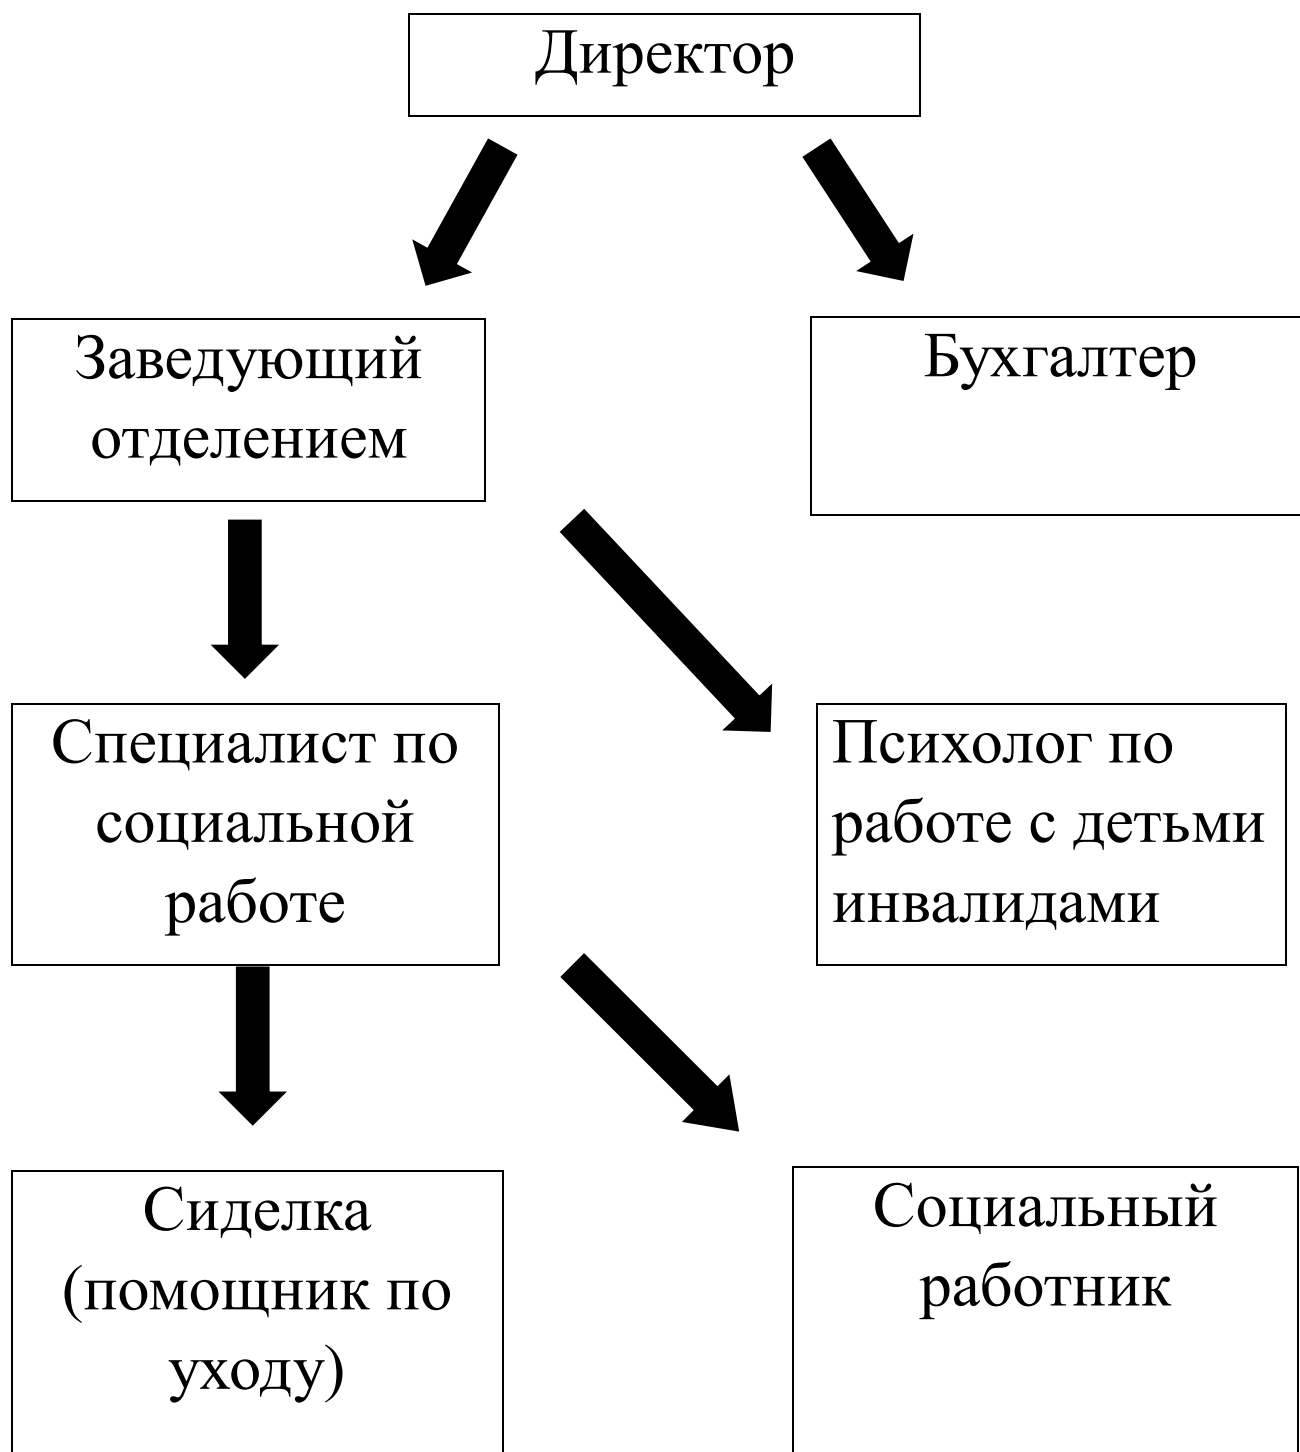 Директор
Заведующий
отделением
Бухгалтер
Специалист по
социальной
работе
Психолог по
работе с детьми
инвалидами
Сиделка
(помощник по
уходу)
Социальный
работник